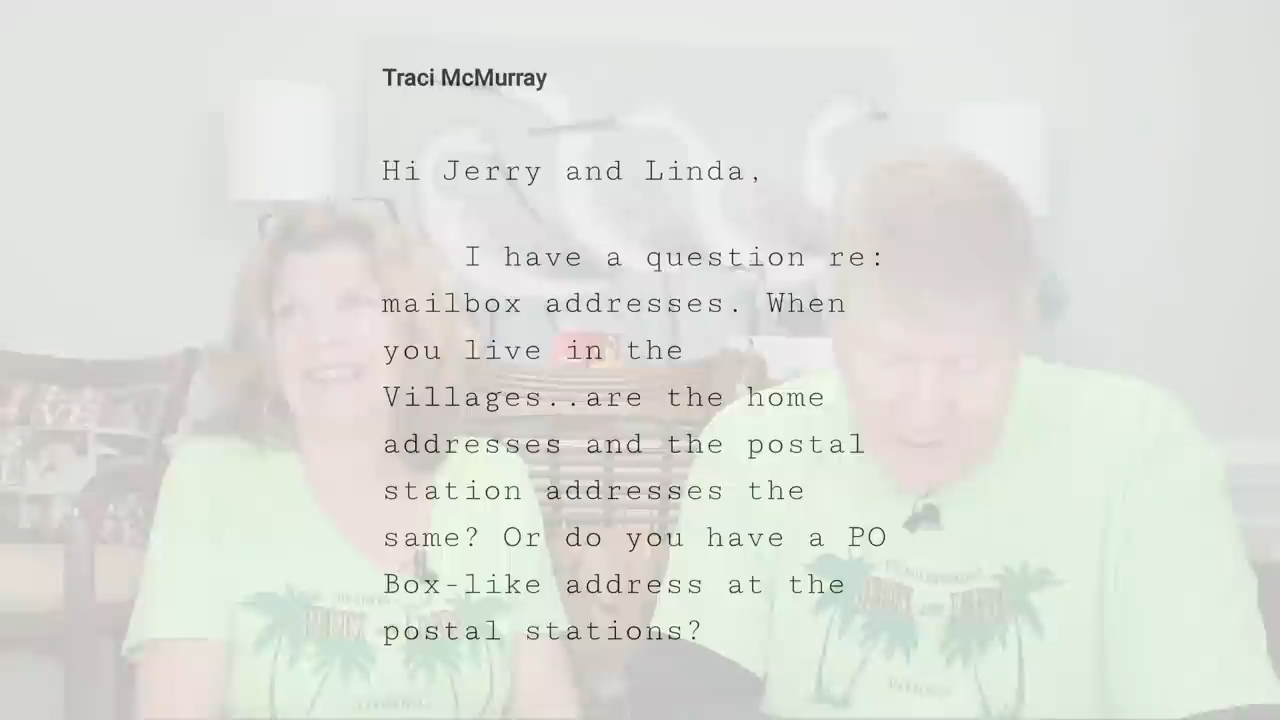 Traci McMurray
Hi Jerry and Linda,
I have a question re:
mailbox addresses. When
you live in the
Villages..are the home
addresses and the postal
station addresses the
same? Or do you have a PO
Box-like address at the
postal stations?